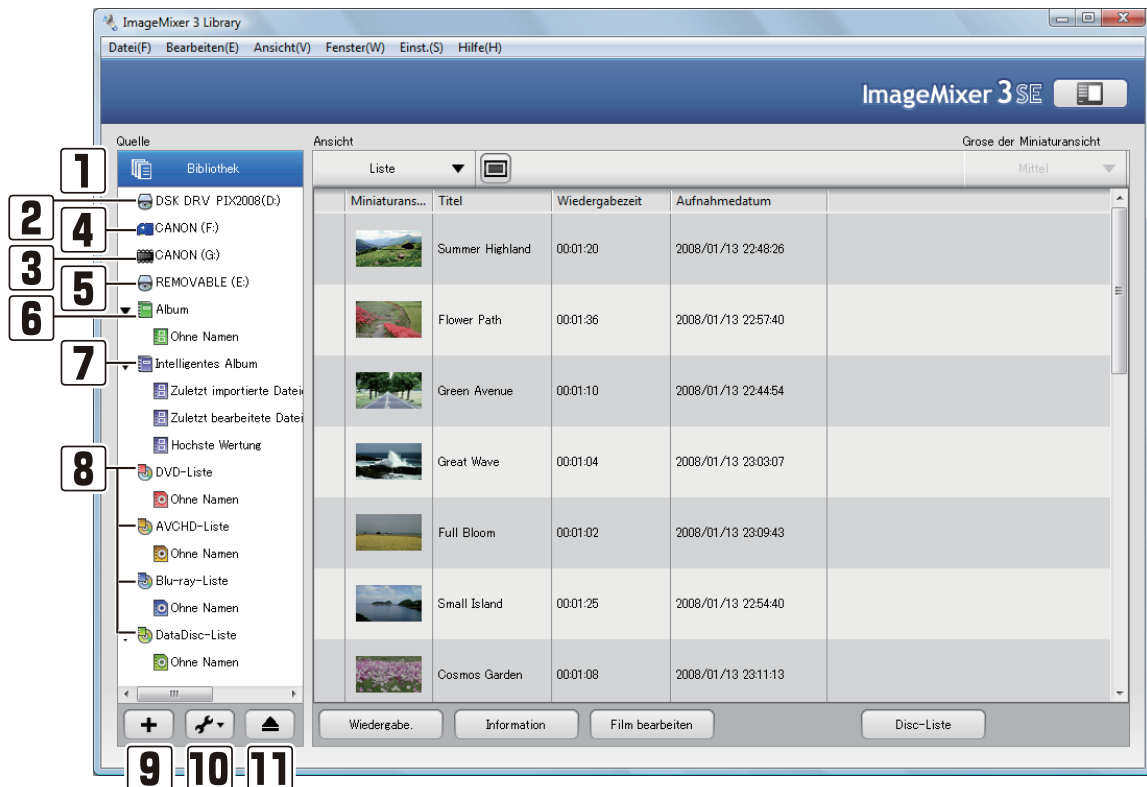 ImageMixer 3 Library
Datei(F) Bearbeiten(E) Ansicht(V) Fenster(W) Einst.(S) Hilfe(H)
ImageMixer 3 SE
Quelle
Ansicht
Grose der Miniaturansicht
1
Bibliothek
Liste
Mittel
2
DSK DRV PIX2008(D:)
4
CANON (F:)
3
CANON (G:)
5
REMOVABLE (E:)
6
Album
Ohne Namen
7
Intelligentes Album
Zuletzt importierte Datei
Zuletzt bearbeitete Datei
Hochste Wertung
8
DVD-Liste
Ohne Namen
AVCHD-Liste
Ohne Namen
Blu-ray-Liste
Ohne Namen
DataDisc-Liste
Ohne Namen
Miniaturans... Titel Wiedergabezeit Aufnahmedatum
Summer Highland 00:01:20 2008/01/13 22:48:26
Flower Path 00:01:36 2008/01/13 22:57:40
Green Avenue 00:01:10 2008/01/13 22:44:54
Great Wave 00:01:04 2008/01/13 23:03:07
Full Bloom 00:01:02 2008/01/13 23:09:43
Small Island 00:01:25 2008/01/13 22:54:40
Cosmos Garden 00:01:08 2008/01/13 23:11:13
Wiedergabe. Information Film bearbeiten Disc-Liste
9 10 11